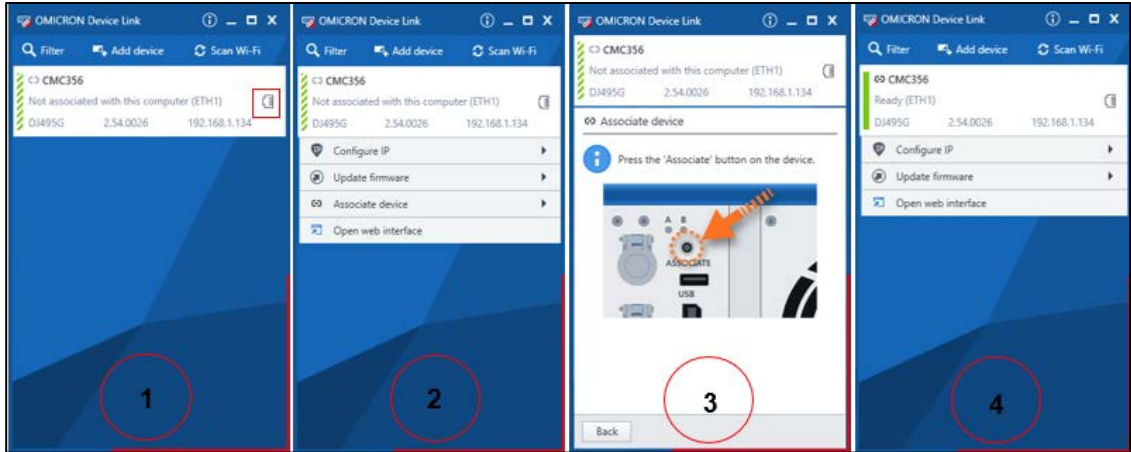 OMICRON Device Link
Filter Add device Scan Wi-Fi
CMC356
Not associated with this computer (ETH1)
DJ495G 2.54.0026 192.168.1.134
1
OMICRON Device Link
Filter Add device Scan Wi-Fi
CMC356
Not associated with this computer (ETH1)
DJ495G 2.54.0026 192.168.1.134
Configure IP
Update firmware
Associate device
Open web interface
2
OMICRON Device Link
Filter Add device Scan Wi-Fi
CMC356
Not associated with this computer (ETH1)
DJ495G 2.54.0026 192.168.1.134
Associate device
Press the 'Associate' button on the device.
A B
ASSOCIATE
USB
3
Back
OMICRON Device Link
Filter Add device Scan Wi-Fi
CMC356
Ready (ETH1)
DJ495G 2.54.0026 192.168.1.134
Configure IP
Update firmware
Open web interface
4